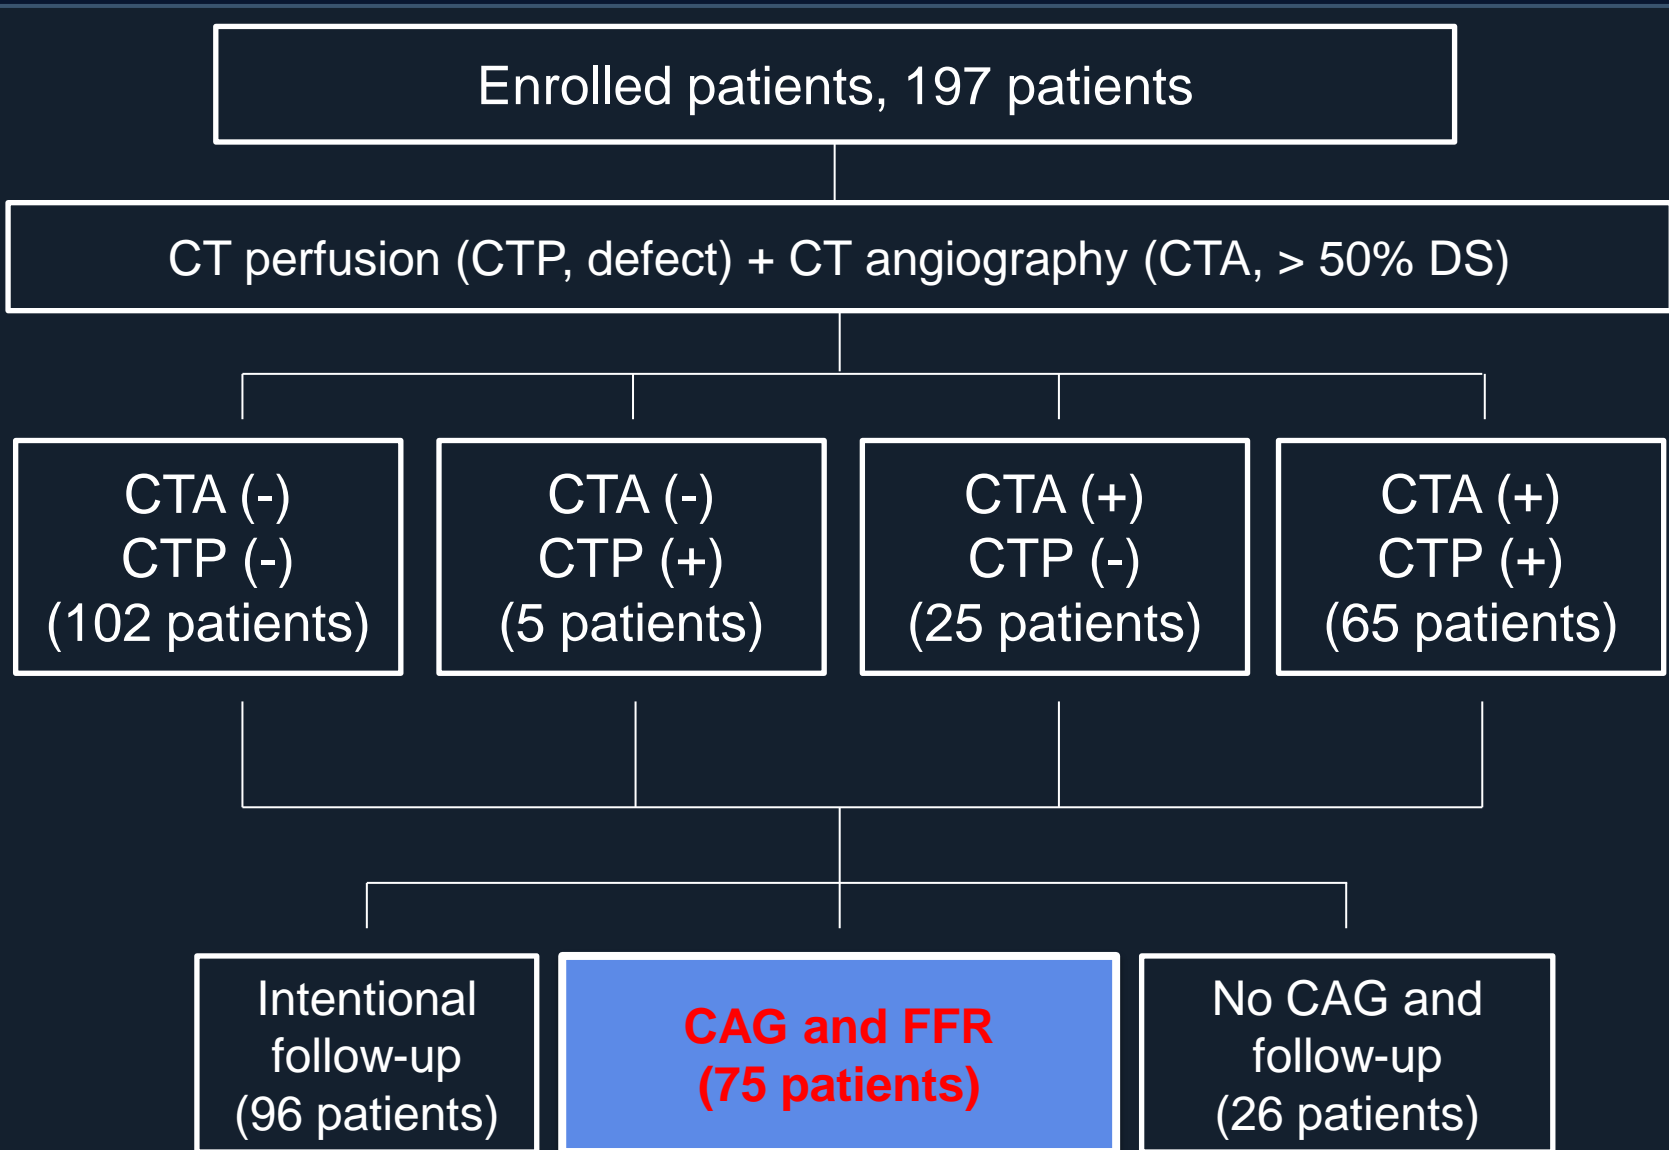 Enrolled patients, 197 patients
CT perfusion (CTP, defect) + CT angiography (CTA, > 50% DS)
CTA (-)
CTP (-)
(102 patients)
CTA (-)
CTP (+)
(5 patients)
CTA (+)
CTP (-)
(25 patients)
CTA (+)
CTP (+)
(65 patients)
Intentional
follow-up
(96 patients)
CAG and FFR
(75 patients)
No CAG and
follow-up
(26 patients)